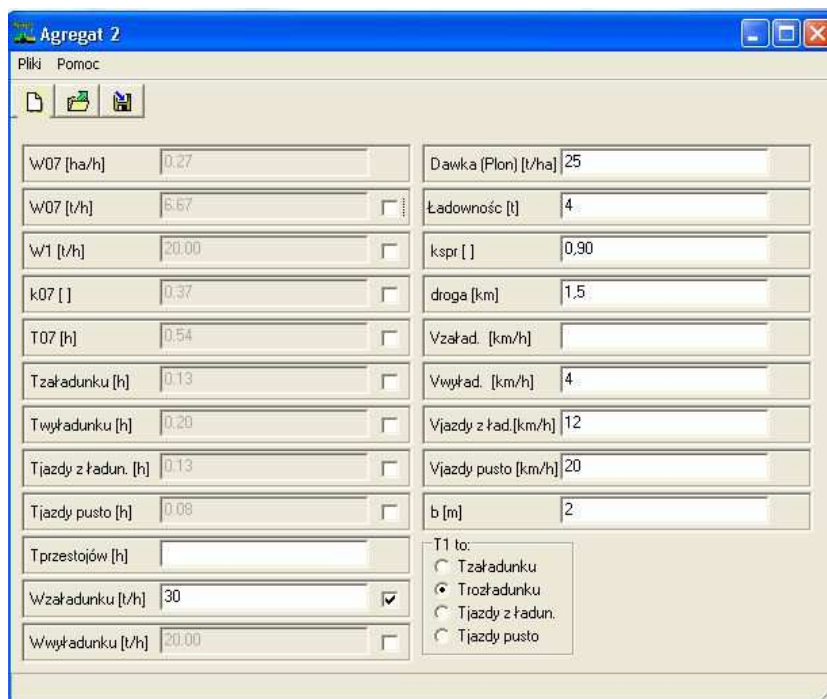 Agregat 2
Pliki Pomoc
W07 [ha/h] 0.27
W07 [t/h] 6.67
W1 [t/h] 20.00
k07 [ ] 0.37
T07 [h] 0.54
Tzaładunku [h] 0.13
Twyładunku [h] 0.20
Tjazdy z ładun. [h] 0.13
Tjazdy pusto [h] 0.08
Tprzestojów [h]
Wzaładunku [t/h] 30
Wwyładunku [t/h] 20.00
Dawka (Plon) [t/ha] 25
Ładownośc [t] 4
kspr [ ] 0,90
droga [km] 1,5
Vzaład. [km/h]
Vwyład. [km/h] 4
Vjazdy z ład.[km/h] 12
Vjazdy pusto [km/h] 20
b [m] 2
T1 to:
Tzaładunku
Trozładunku
Tjazdy z ładun.
Tjazdy pusto